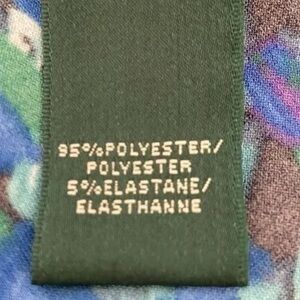 95%POLYESTER/
POLYESTER
5%ELASTANE/
ELASTHANNE